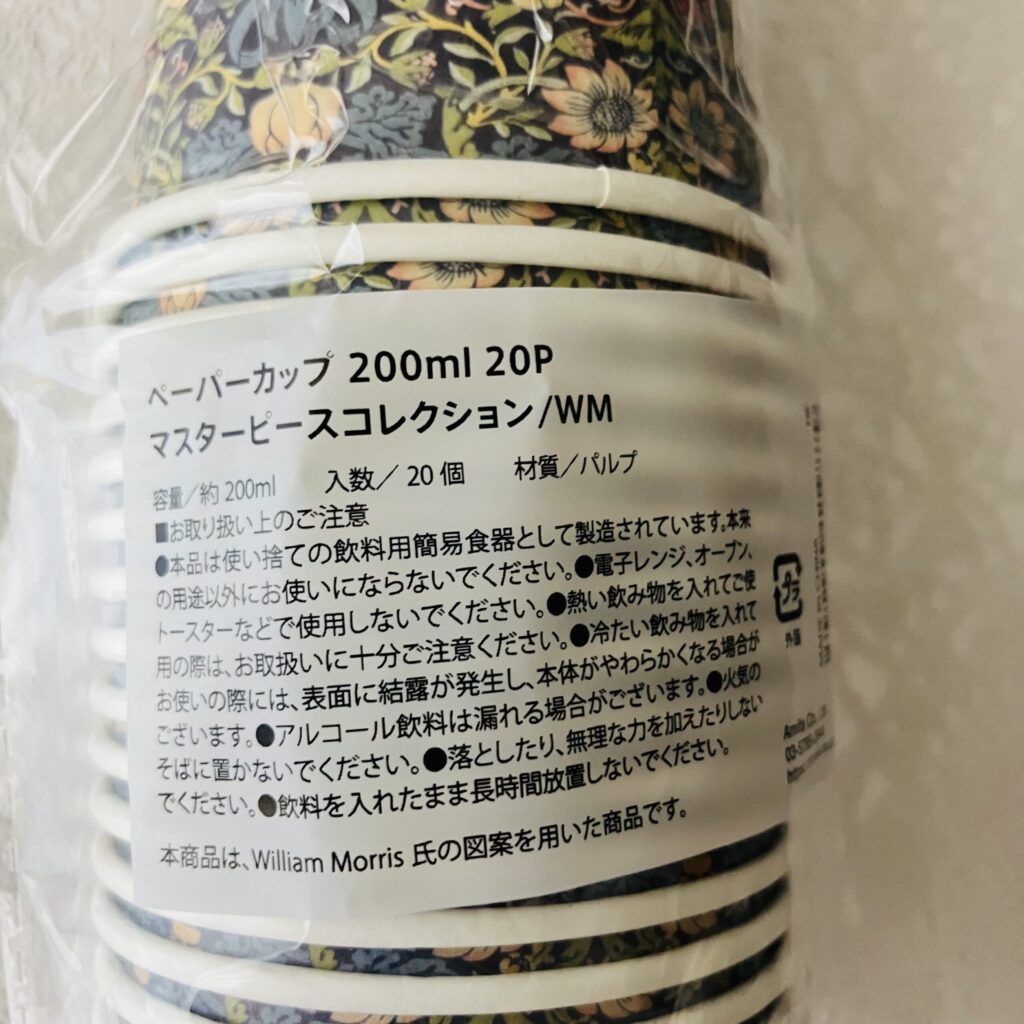 ペーパーカップ 200ml 20P
マスターピースコレクション/WM
容量/約 200ml 入数/ 20 個 材質/パルプ
■お取り扱い上のご注意
●本品は使い捨ての飲料用簡易食器として製造されています。本来
の用途以外にお使いにならないでください。●電子レンジ、オーブン、
トースターなどで使用しないでください。●熱い飲み物を入れてご使
用の際は、お取扱いに十分ご注意ください。●冷たい飲み物を入れて
お使いの際には、表面に結露が発生し、本体がやわらかくなる場合が
ございます。●アルコール飲料は漏れる場合がございます。●火気の
そばに置かないでください。●落としたり、無理な力を加えたりしない
でください。●飲料を入れたまま長時間放置しないでください。
本商品は、William Morris 氏の図案を用いた商品です。
プラ
外装